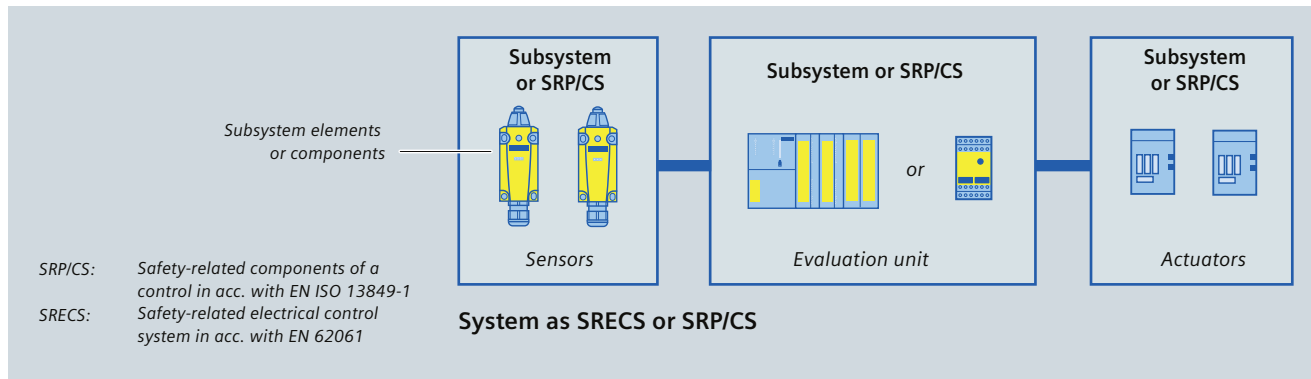 Subsystem
or SRP/CS
Subsystem or SRP/CS
Subsystem
or SRP/CS
Subsystem elements
or components
or
Sensors
Evaluation unit
Actuators
SRP/CS: Safety-related components of a
control in acc. with EN ISO 13849-1
SRECS: Safety-related electrical control
system in acc. with EN 62061
System as SRECS or SRP/CS